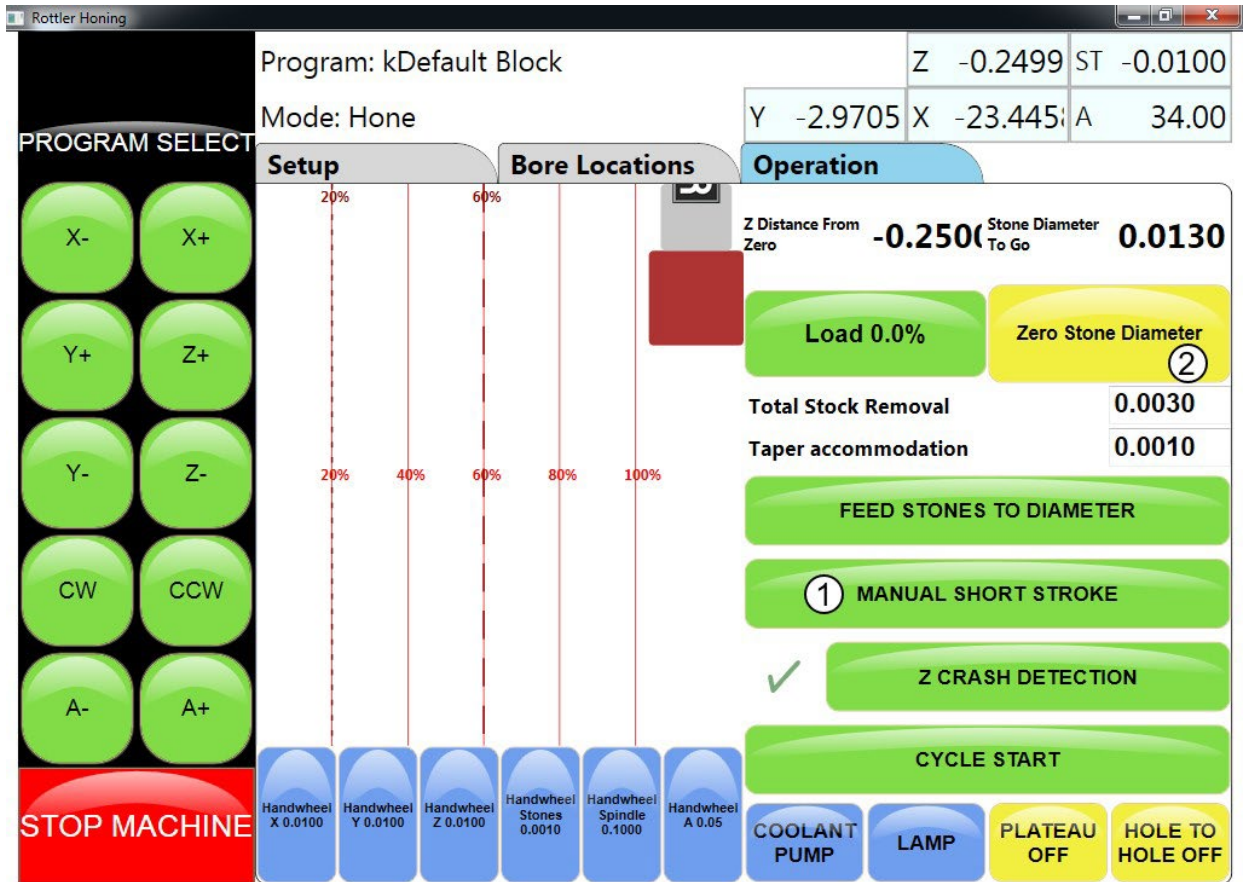 Rottler Honing
Program: kDefault Block
Z -0.2499 ST -0.0100
Mode: Hone
Y -2.9705 X -23.445 A 34.00
PROGRAM SELECT
Setup Bore Locations Operation
20% 60%
X- X+
Z Distance From Zero -0.250
Stone Diameter To Go 0.0130
Load 0.0% Zero Stone Diameter
2
Y+ Z+
Total Stock Removal 0.0030
Taper accommodation 0.0010
Y- Z-
20% 40% 60% 80% 100%
FEED STONES TO DIAMETER
CW CCW
1 MANUAL SHORT STROKE
Z CRASH DETECTION
A- A+
CYCLE START
STOP MACHINE
Handwheel X 0.0100
Handwheel Y 0.0100
Handwheel Z 0.0100
Handwheel Stones 0.0010
Handwheel Spindle 0.1000
Handwheel A 0.05
COOLANT PUMP
LAMP
PLATEAU OFF
HOLE TO HOLE OFF